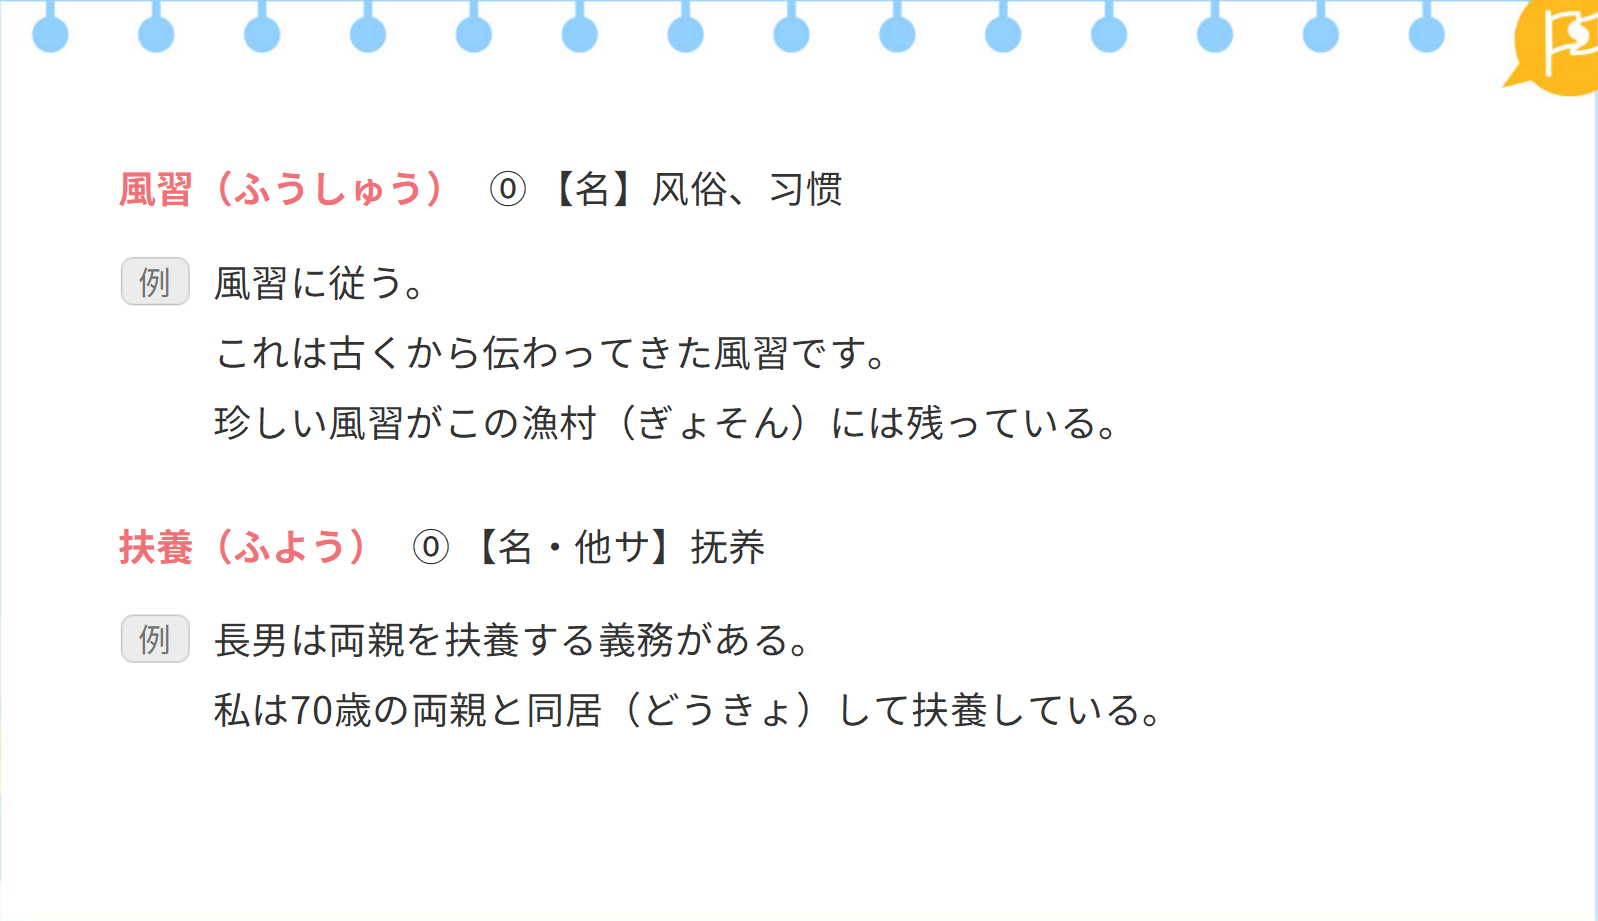 風習（ふうしゅう） ⓪ 【名】风俗、习惯
例 風習に従う。
これは古くから伝わってきた風習です。
珍しい風習がこの漁村（ぎょそん）には残っている。
扶養（ふよう） ⓪ 【名・他サ】抚养
例 長男は両親を扶養する義務がある。
私は70歳の両親と同居（どうきょ）して扶養している。